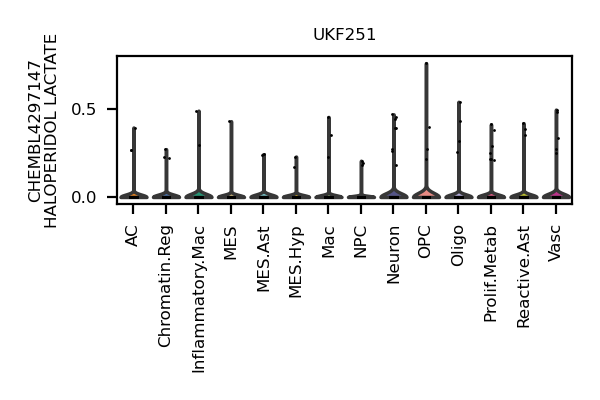 UKF251
CHEMBL4297147
HALOPERIDOL LACTATE
0.5
0.0
AC
Chromatin.Reg
Inflammatory.Mac
MES
MES.Ast
MES.Hyp
Mac
NPC
Neuron
OPC
Oligo
Prolif.Metab
Reactive.Ast
Vasc